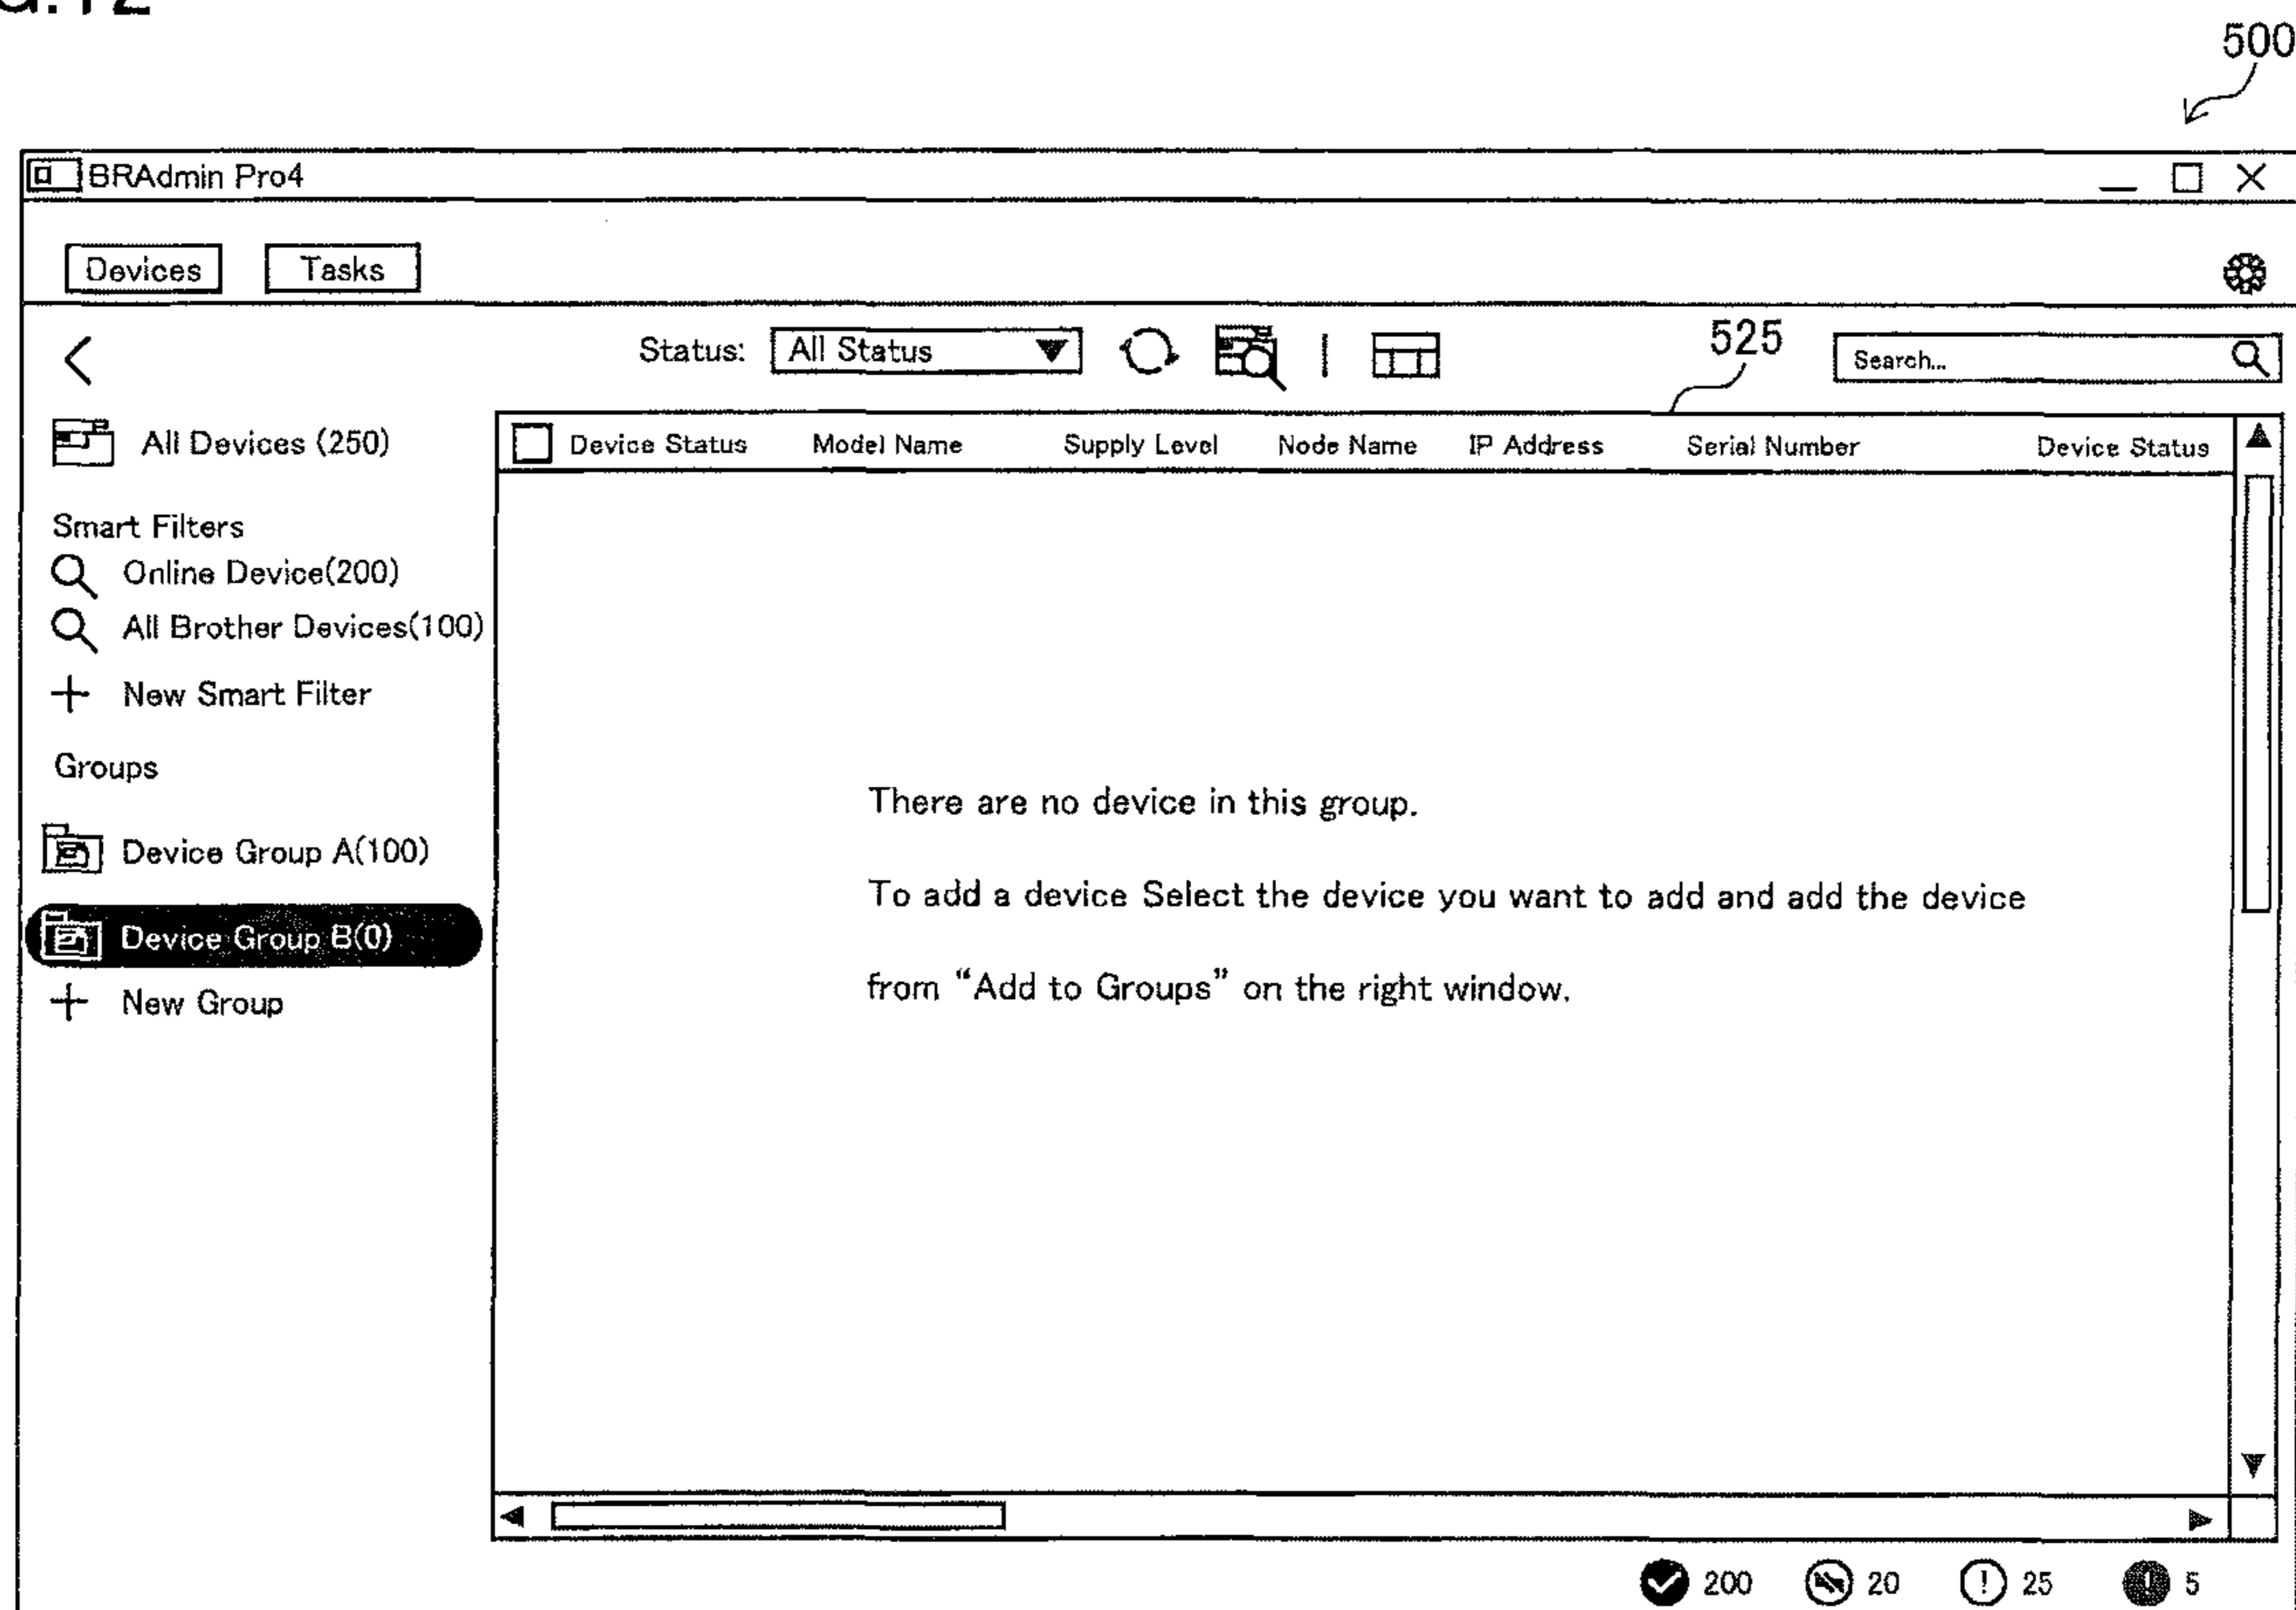 G.12
500
BRAdmin Pro4
Devices Tasks
Status: All Status 525 Search...
All Devices (250)
Device Status Model Name Supply Level Node Name IP Address Serial Number Device Status
Smart Filters
Online Device(200)
All Brother Devices(100)
New Smart Filter
Groups
Device Group A(100)
Device Group B(0)
New Group
There are no device in this group.
To add a device Select the device you want to add and add the device
from “Add to Groups” on the right window.
200 20 25 5